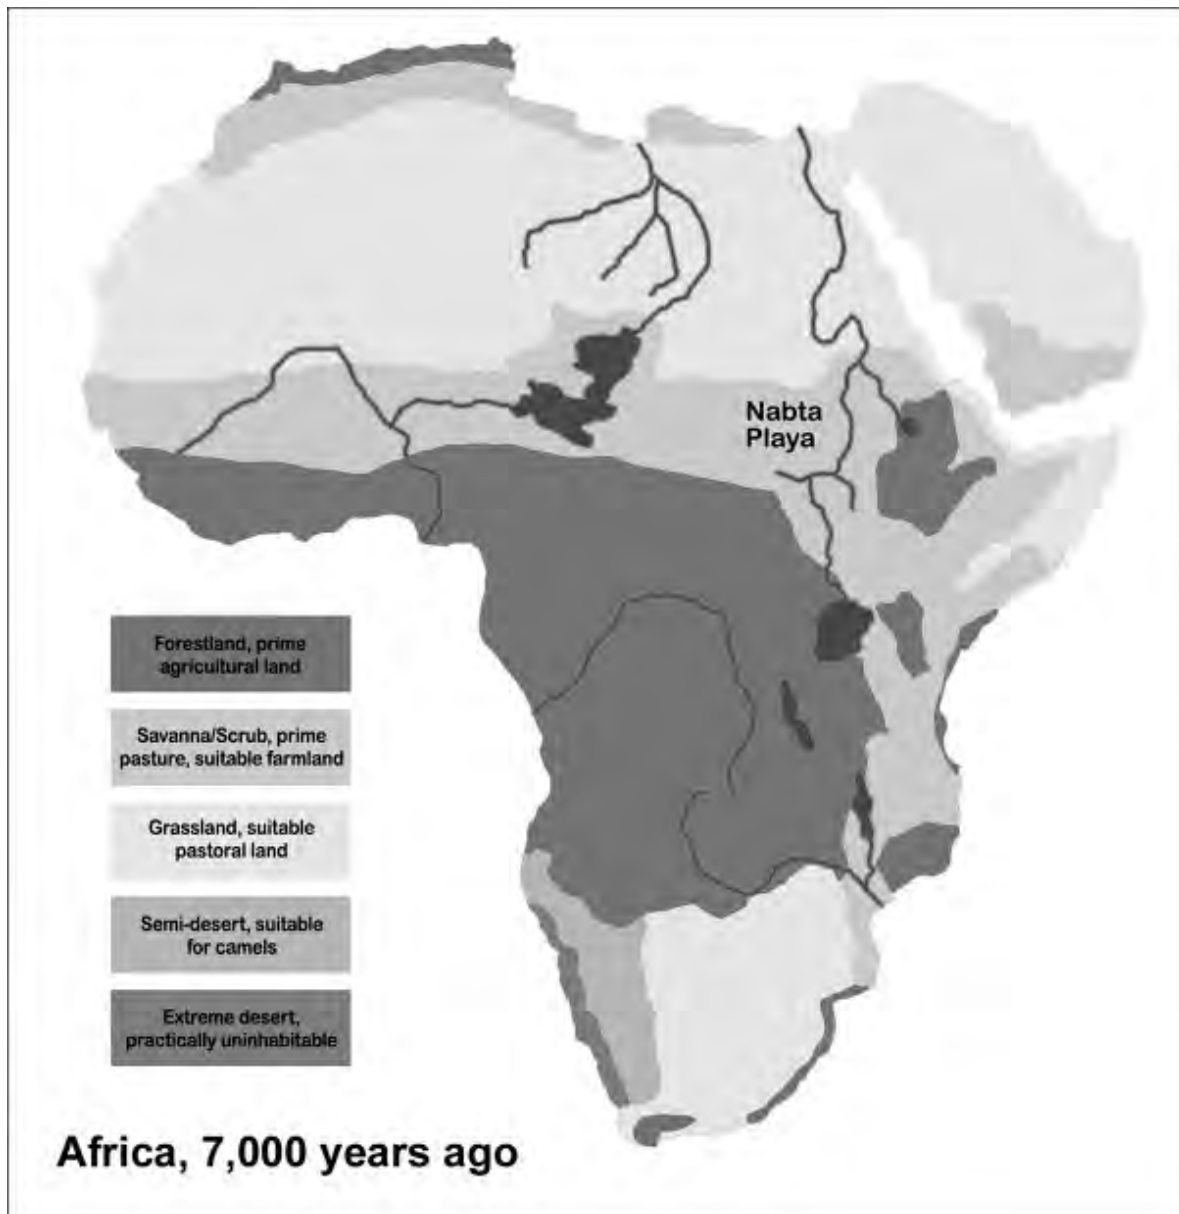 Nabta
Playa
Forestland, prime
agricultural land
Savanna/Scrub, prime
pasture, suitable farmland
Grassland, suitable
pastoral land
Semi-desert, suitable
for camels
Extreme desert,
practically uninhabitable
Africa, 7,000 years ago